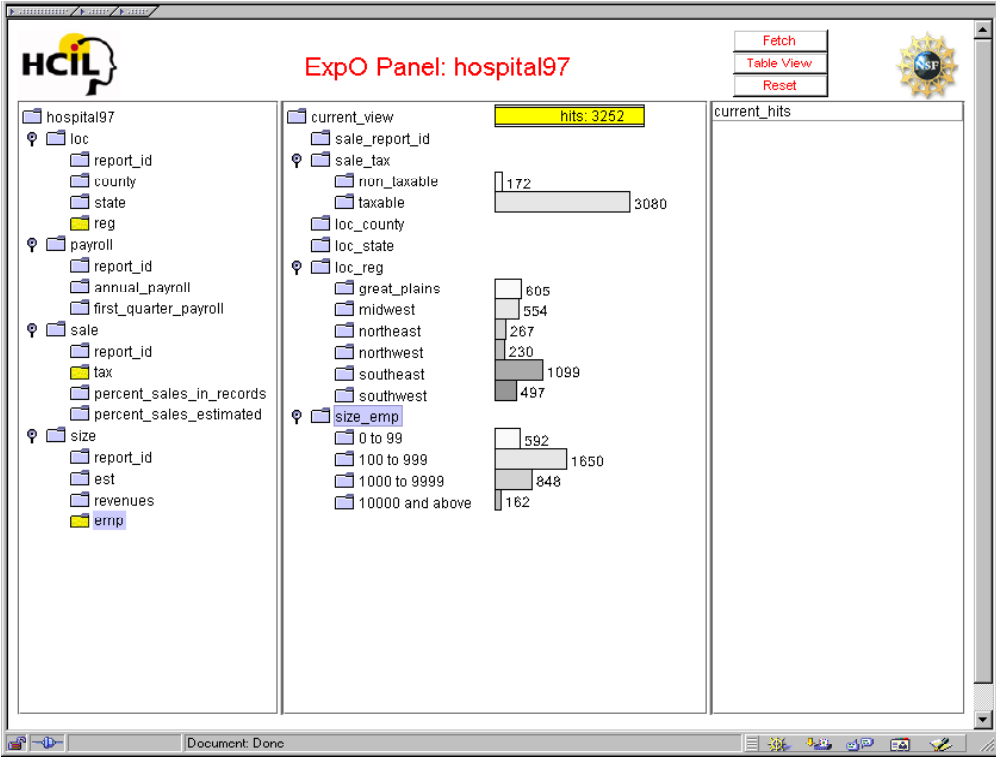 HCIL
ExpO Panel: hospital97
Fetch
Table View
Reset
NSF
hospital97
loc
report_id
county
state
reg
payroll
report_id
annual_payroll
first_quarter_payroll
sale
report_id
tax
percent_sales_in_records
percent_sales_estimated
size
report_id
est
revenues
emp
current_view
hits: 3252
sale_report_id
sale_tax
non_taxable 172
taxable 3080
loc_county
loc_state
loc_reg
great_plains 605
midwest 554
northeast 267
northwest 230
southeast 1099
southwest 497
size_emp
0 to 99 592
100 to 999 1650
1000 to 9999 848
10000 and above 162
current_hits
Document: Done